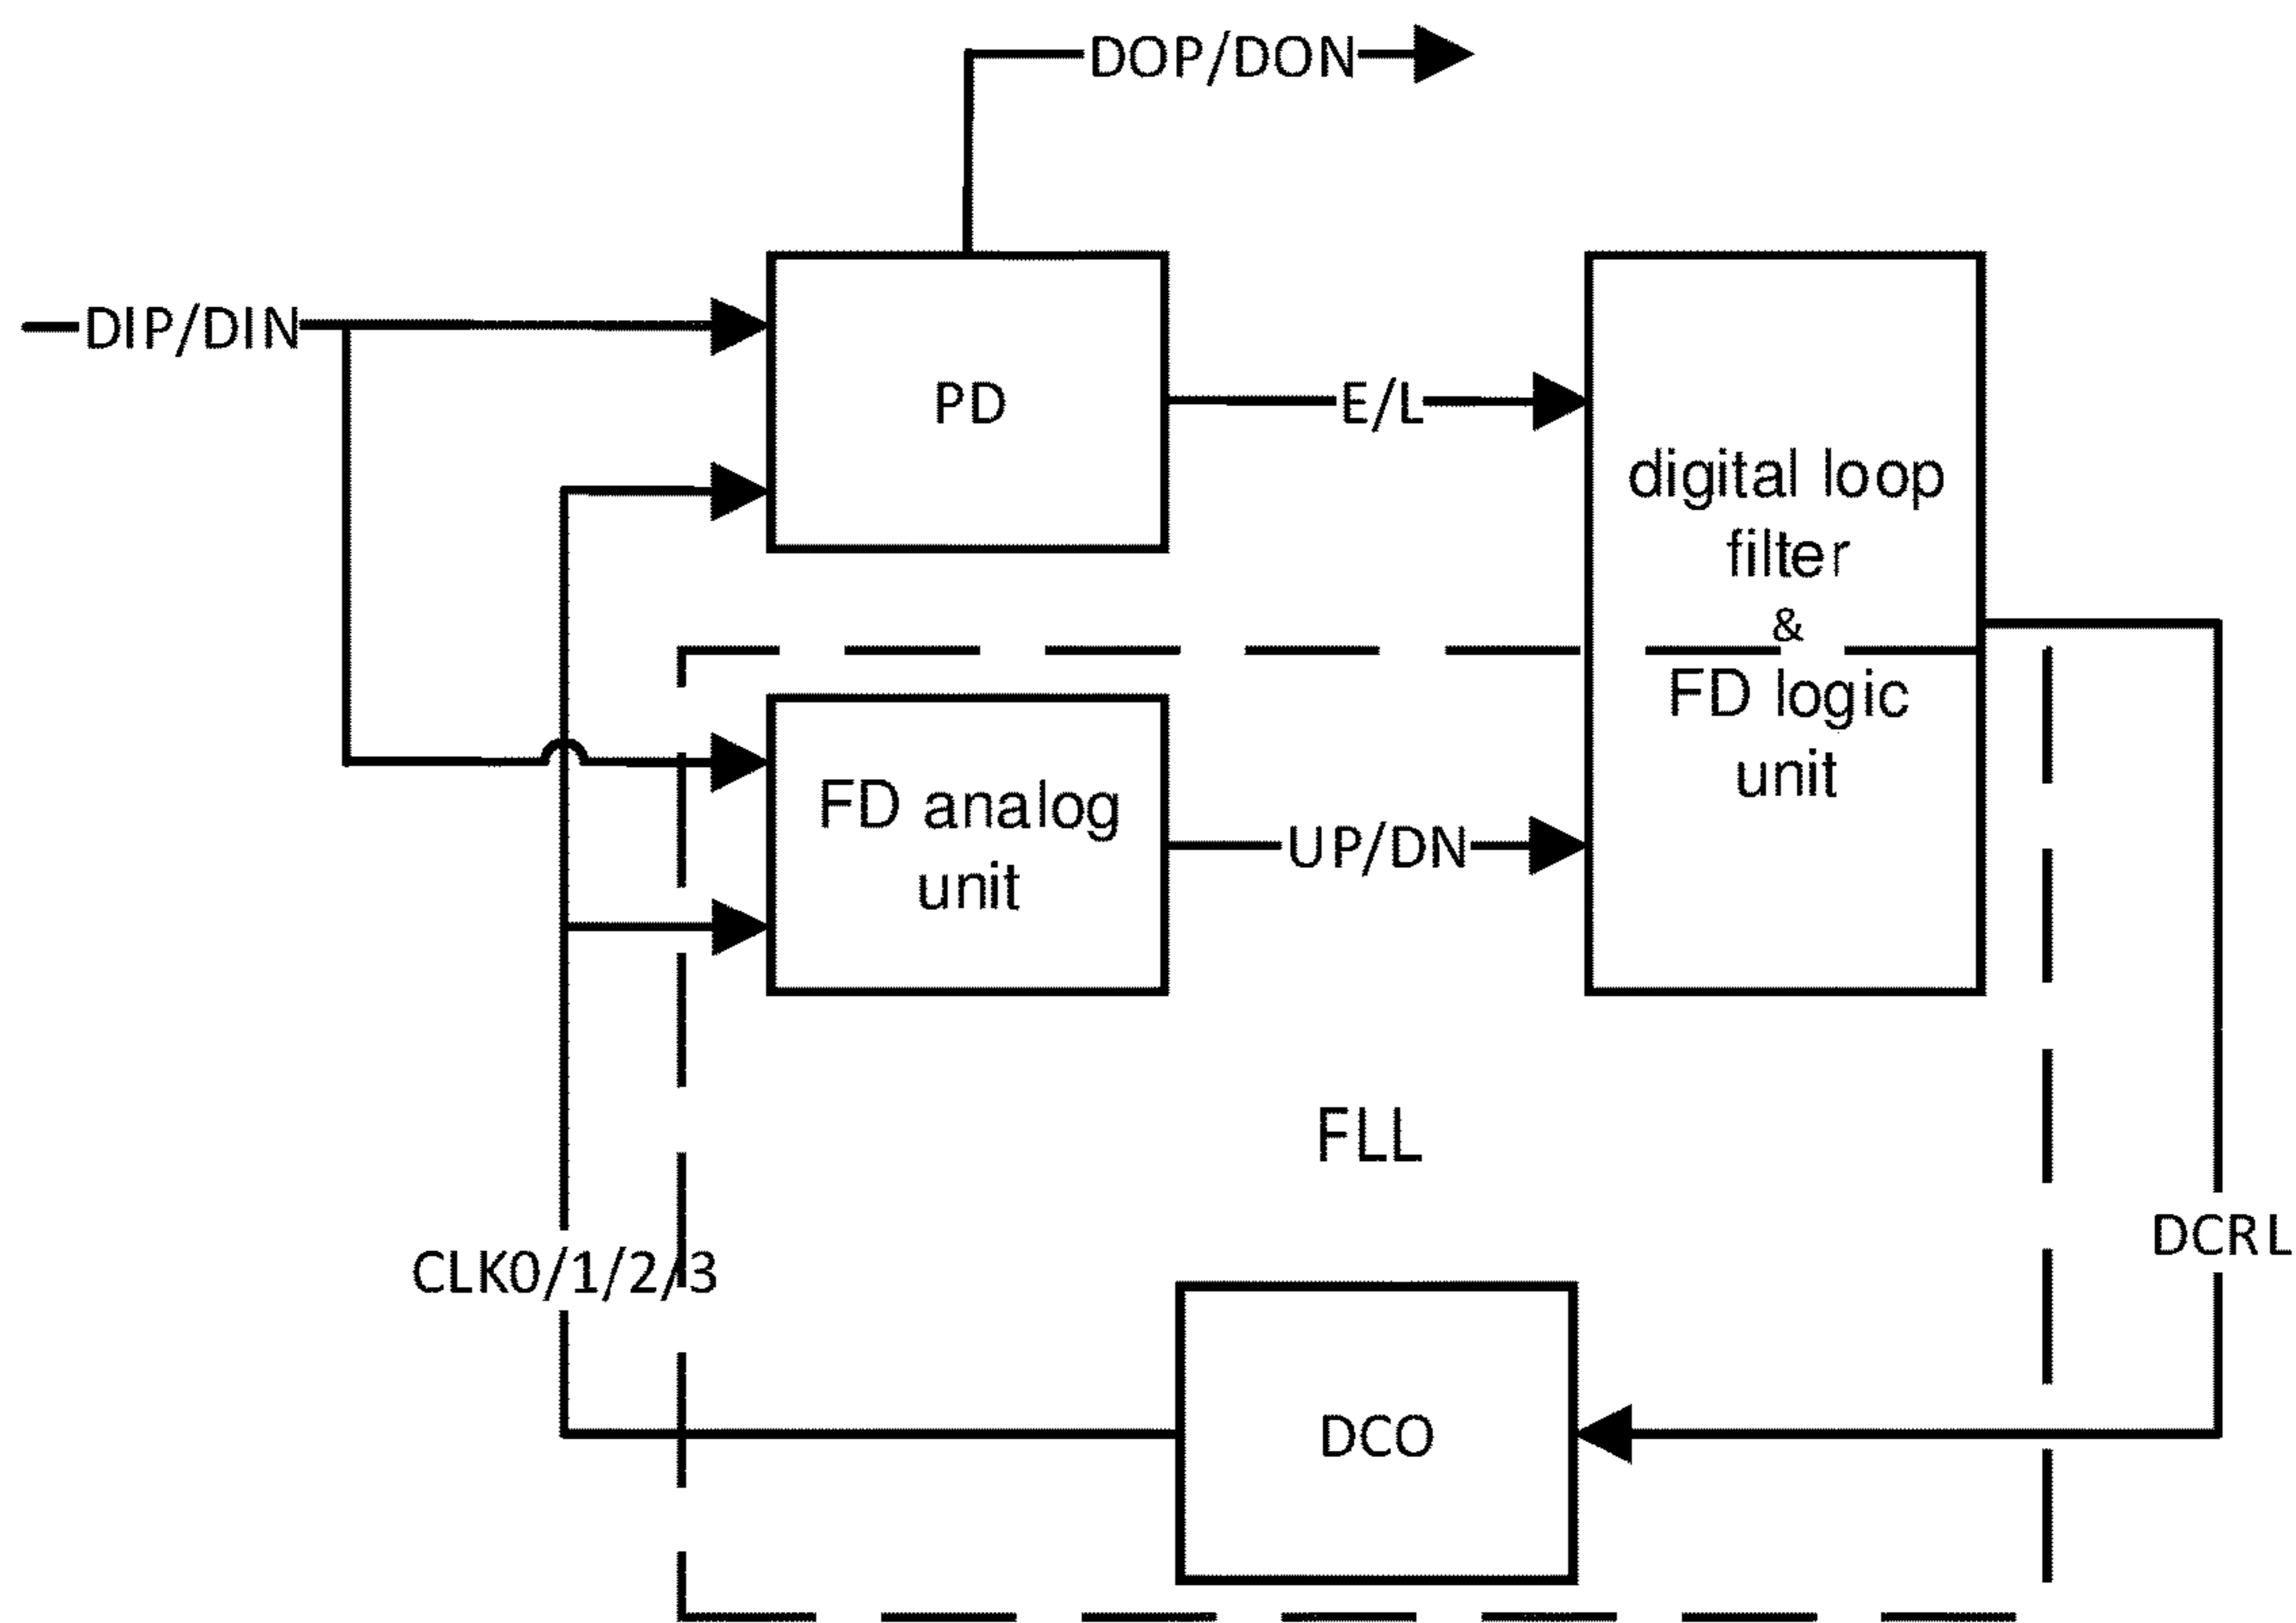 DOP/DON
DIP/DIN
PD
E/L
digital loop
filter
&
FD logic
unit
FD analog
unit
UP/DN
FLL
DCRL
CLK0/1/2/3
DCO